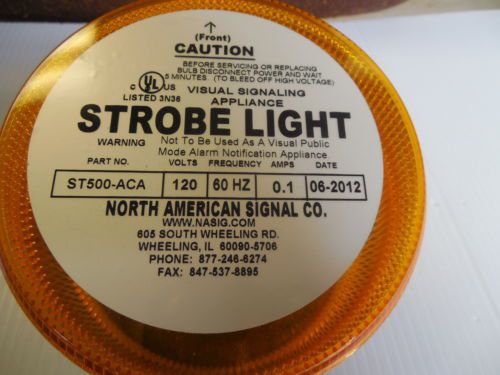 (Front)
CAUTION
BEFORE SERVICING OR REPLACING
BULB DISCONNECT POWER AND WAIT
5 MINUTES (TO BLEED OFF HIGH VOLTAGE)
C UL US
LISTED 3N36
VISUAL SIGNALING
APPLIANCE
STROBE LIGHT
WARNING Not To Be Used As A Visual Public
Mode Alarm Notification Appliance
PART NO. VOLTS FREQUENCY AMPS DATE
ST500-ACA 120 60 HZ 0.1 06-2012
NORTH AMERICAN SIGNAL CO.
WWW.NASIG.COM
605 SOUTH WHEELING RD.
WHEELING, IL 60090-5706
PHONE: 877-246-6274
FAX: 847-537-8895